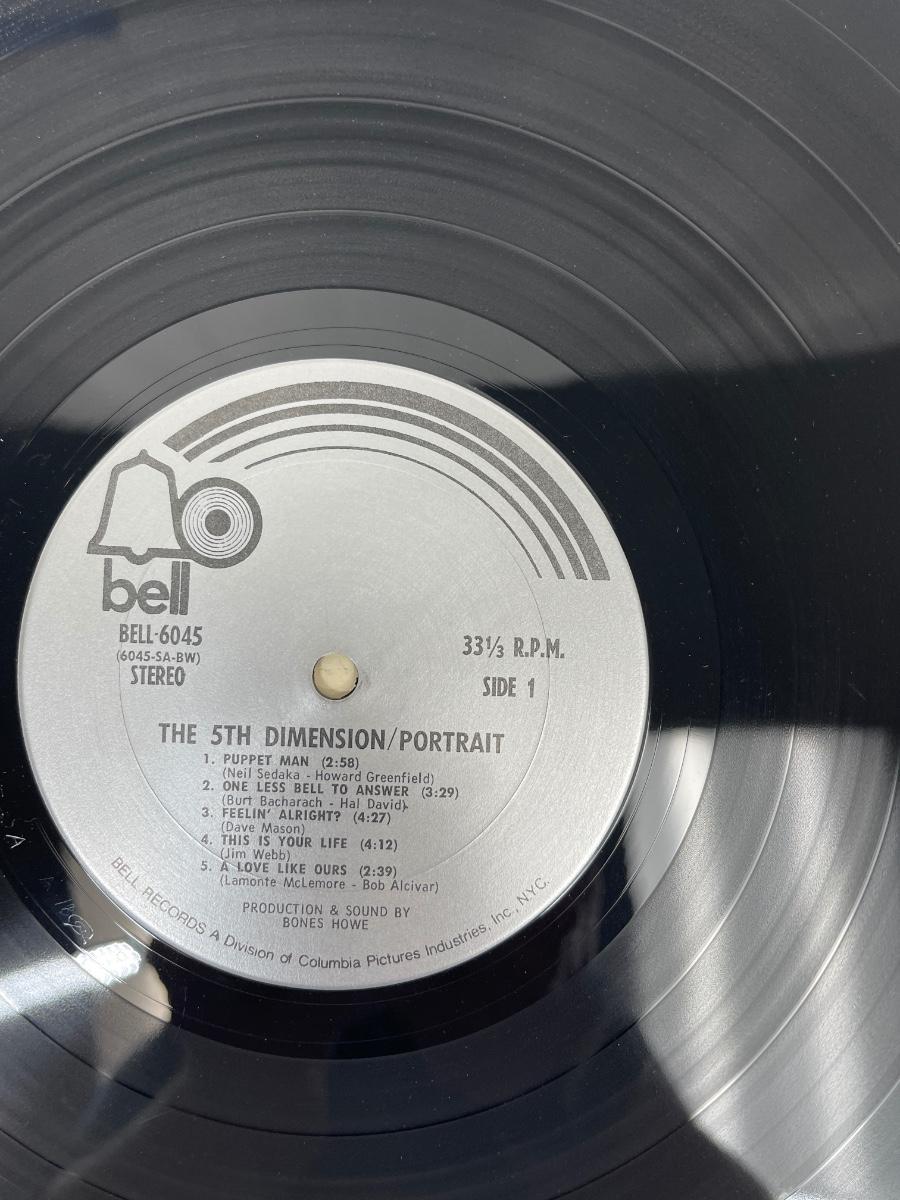 bell
BELL-6045
(6045-SA-BW)
STEREO
33⅓ R.P.M.
SIDE 1
THE 5TH DIMENSION/PORTRAIT
1. PUPPET MAN (2:58)
(Neil Sedaka - Howard Greenfield)
2. ONE LESS BELL TO ANSWER (3:29)
(Burt Bacharach - Hal David)
3. FEELIN' ALRIGHT? (4:27)
(Dave Mason)
4. THIS IS YOUR LIFE (4:12)
(Jim Webb)
5. A LOVE LIKE OURS (2:39)
(Lamonte McLemore - Bob Alcivar)
PRODUCTION & SOUND BY
BONES HOWE
BELL RECORDS A Division of Columbia Pictures Industries, Inc., N.Y.C.